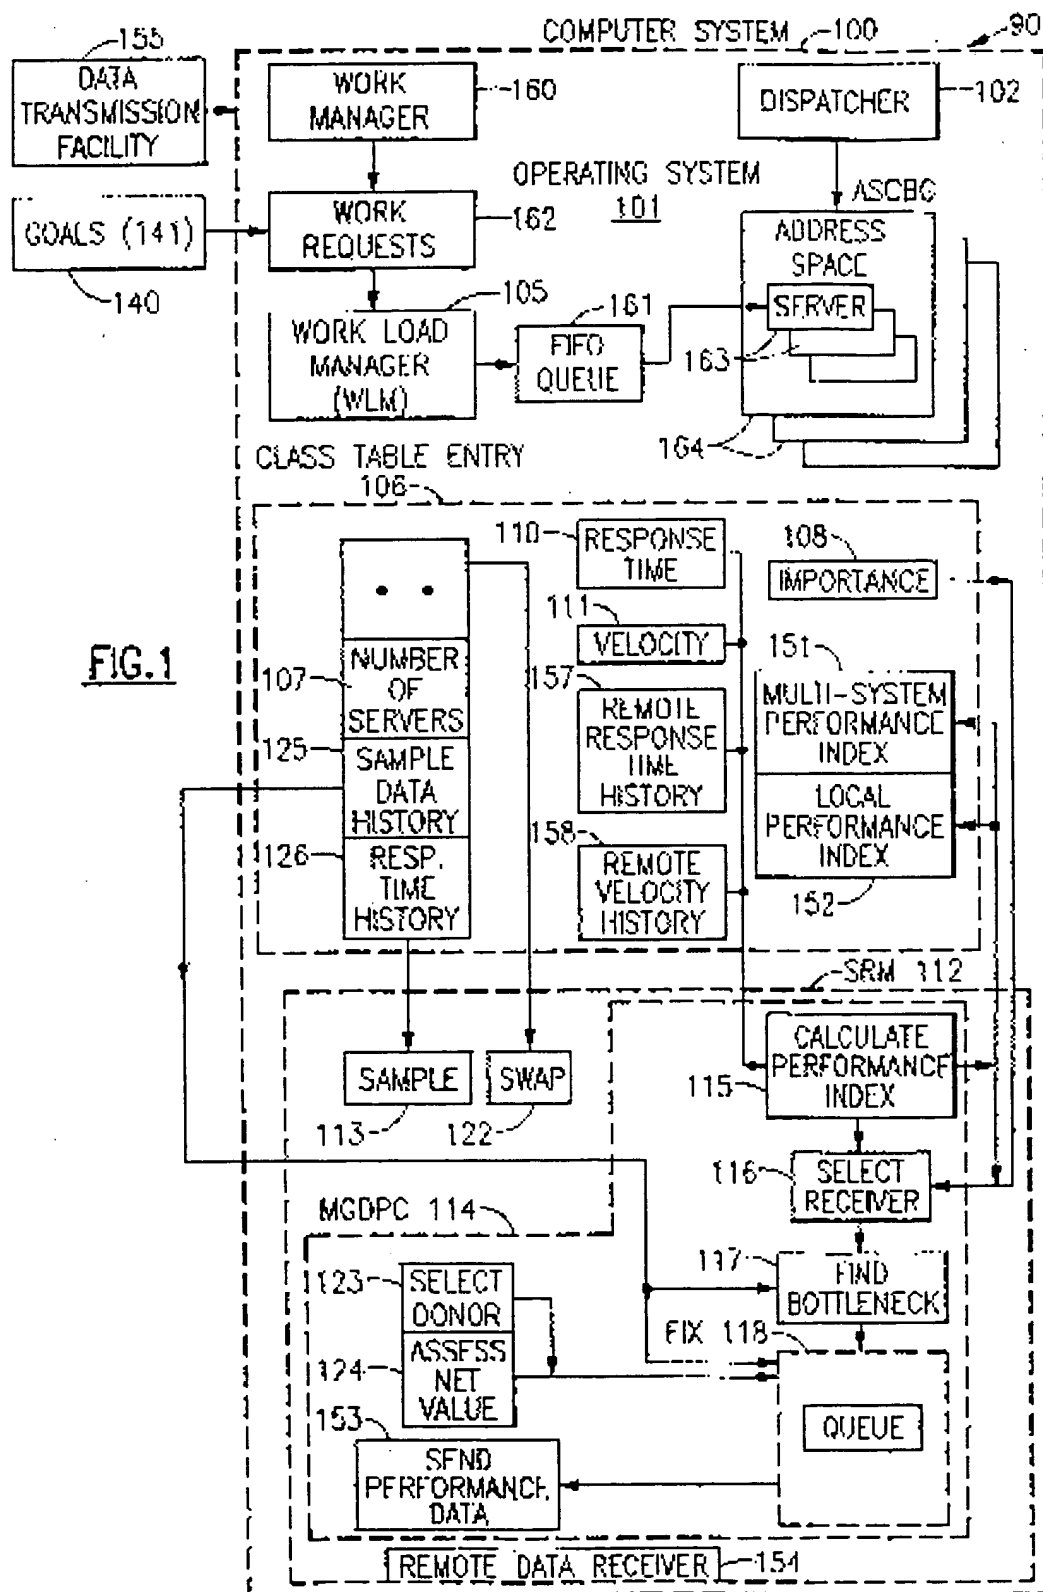 COMPUTER SYSTEM 100
90
155
DATA
TRANSMISSION
FACILITY
WORK
MANAGER
160
DISPATCHER
102
OPERATING SYSTEM
101
ASCBG
GOALS (141)
140
WORK
REQUESTS
162
ADDRESS
SPACE
SERVER
163
164
105
WORK LOAD
MANAGER
(WLM)
161
FIFO
QUEUE
CLASS TABLE ENTRY
106
110
RESPONSE
TIME
108
IMPORTANCE
111
VELOCITY
FIG.1
107
NUMBER
OF
SERVERS
157
REMOTE
RESPONSE
TIME
HISTORY
151
MULTI-SYSTEM
PERFORMANCE
INDEX
125
SAMPLE
DATA
HISTORY
LOCAL
PERFORMANCE
INDEX
152
126
RESP.
TIME
HISTORY
158
REMOTE
VELOCITY
HISTORY
SRM 112
SAMPLE
113
SWAP
122
CALCULATE
PERFORMANCE
INDEX
115
116
SELECT
RECEIVER
MGDPC 114
117
FIND
BOTTLENECK
123
SELECT
DONOR
FIX 118
124
ASSESS
NET
VALUE
QUEUE
153
SEND
PERFORMANCE
DATA
REMOTE DATA RECEIVER
154